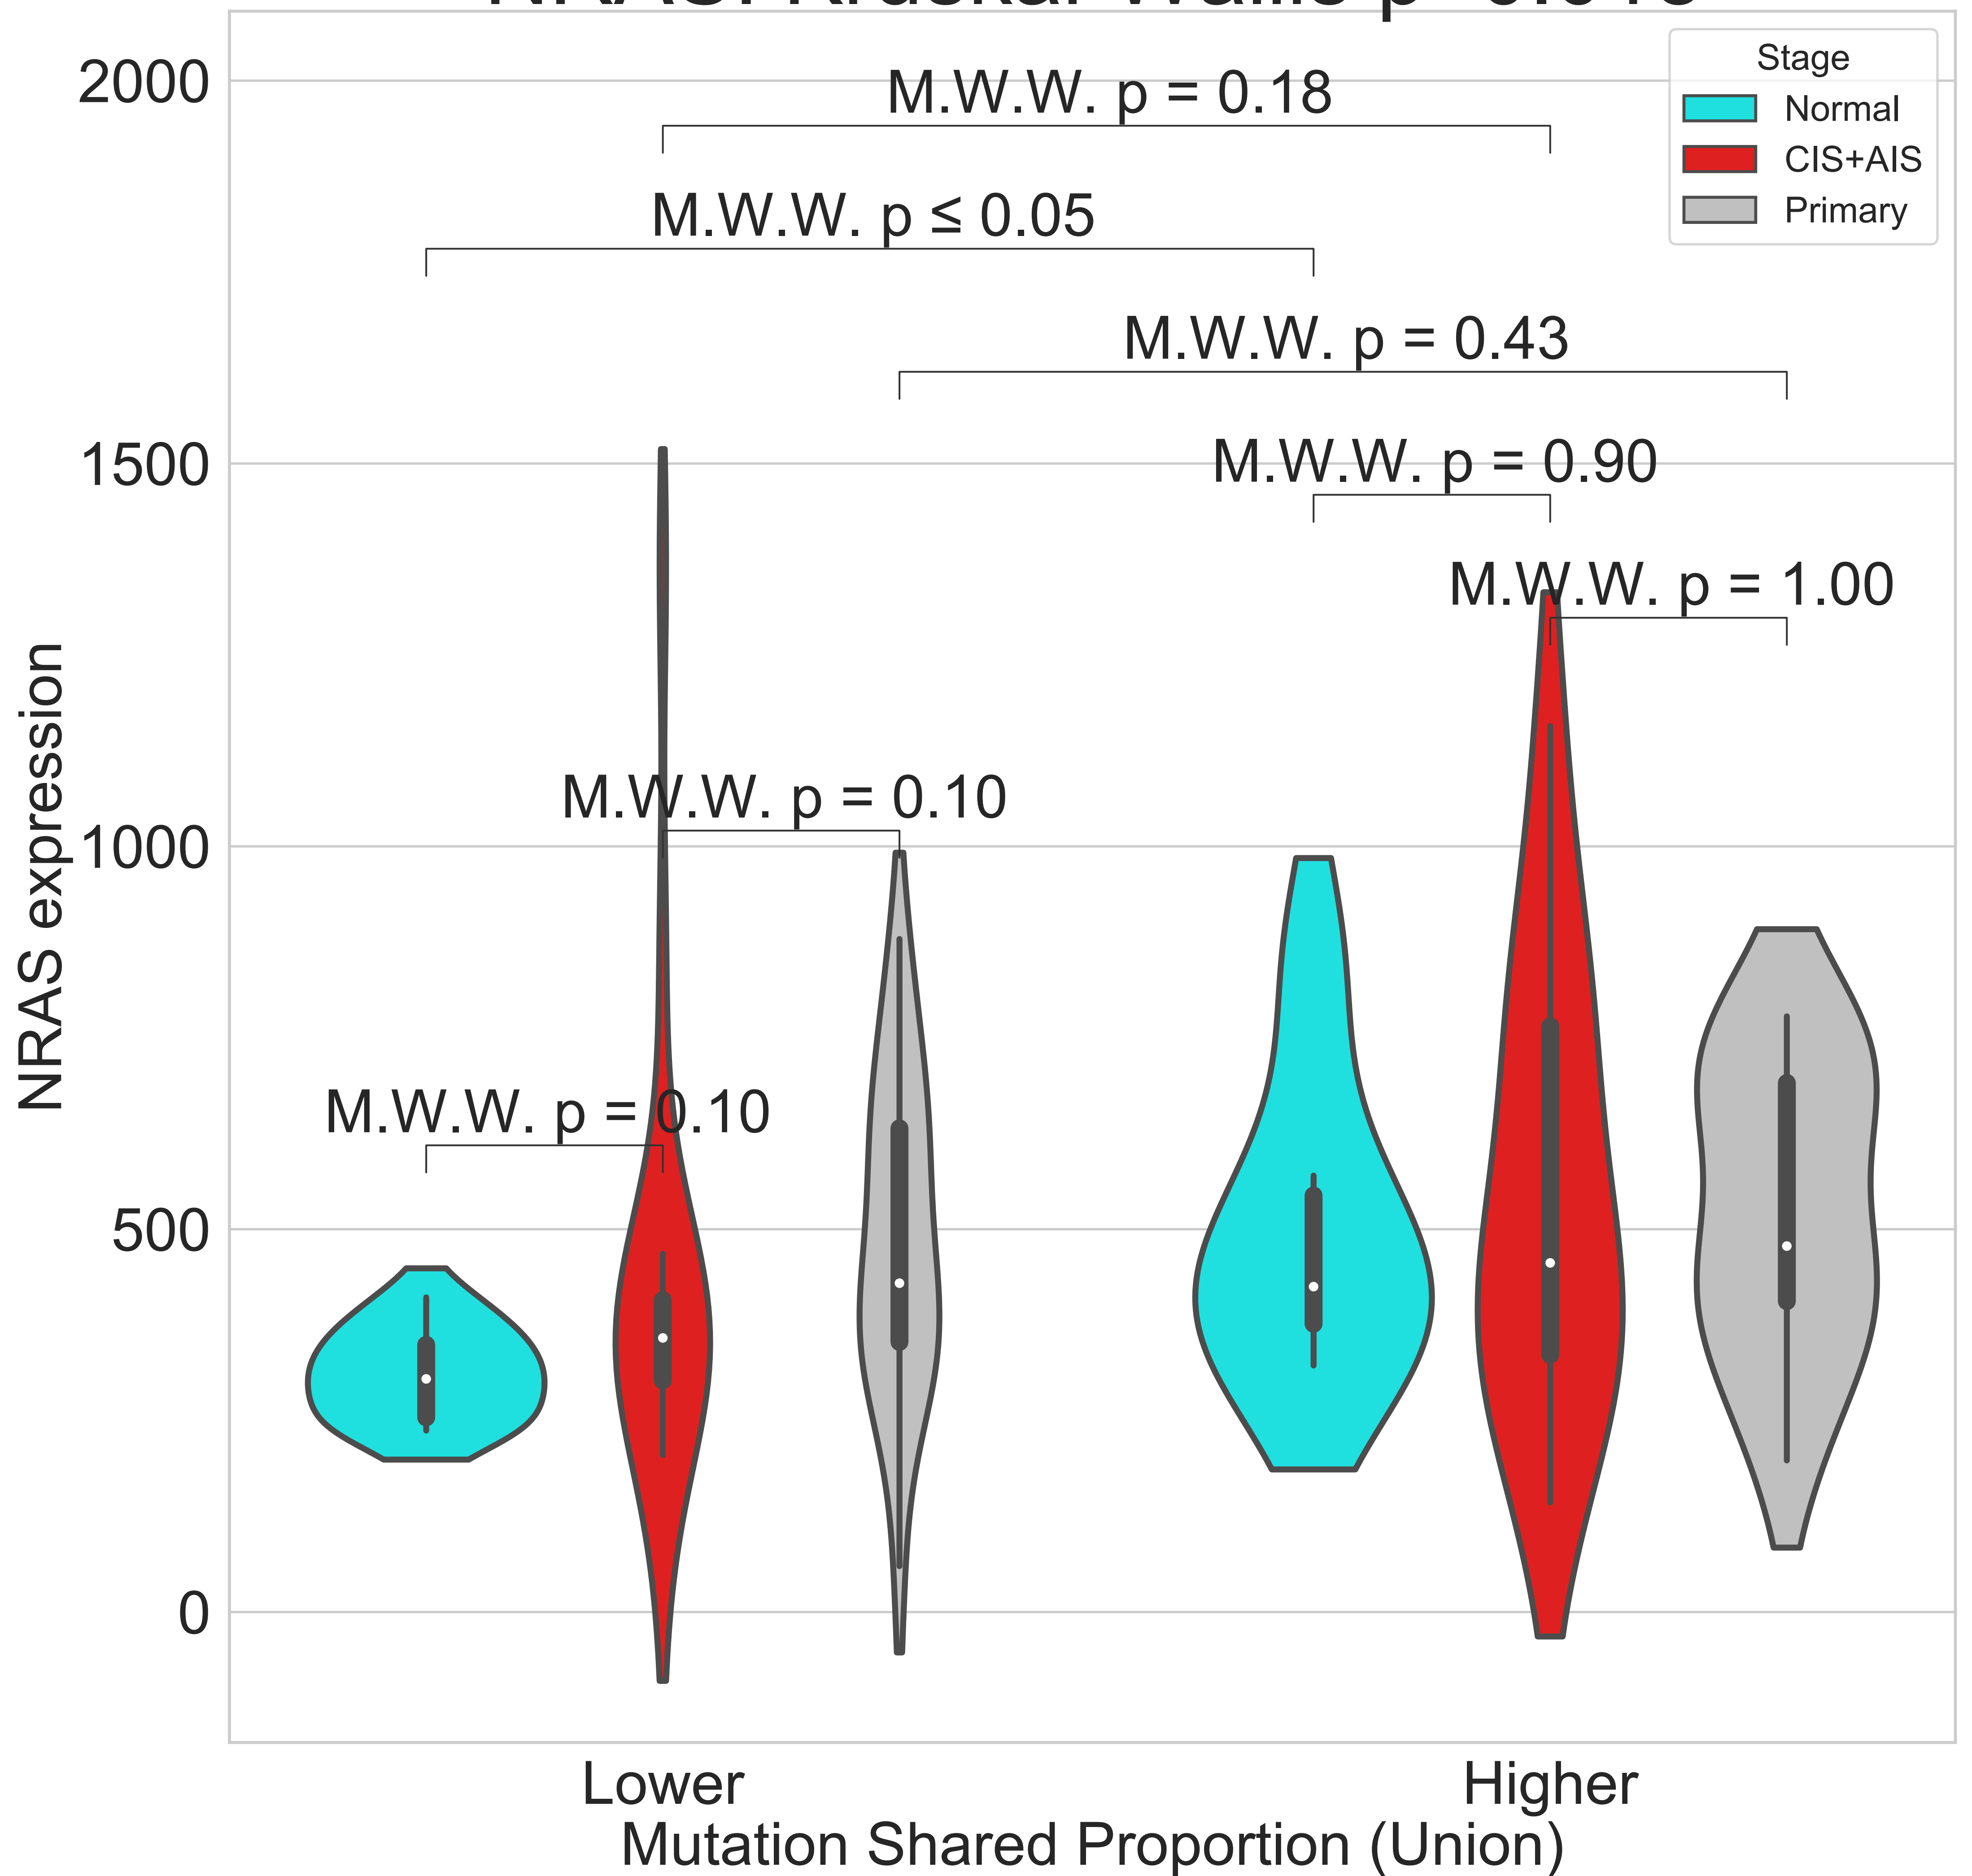 2000
1500
1000
500
0
NRAS expression
M.W.W. p = 0.18
M.W.W. p ≤ 0.05
M.W.W. p = 0.43
M.W.W. p = 0.90
M.W.W. p = 1.00
M.W.W. p = 0.10
M.W.W. p = 0.10
Stage
Normal
CIS+AIS
Primary
Lower
Higher
Mutation Shared Proportion (Union)